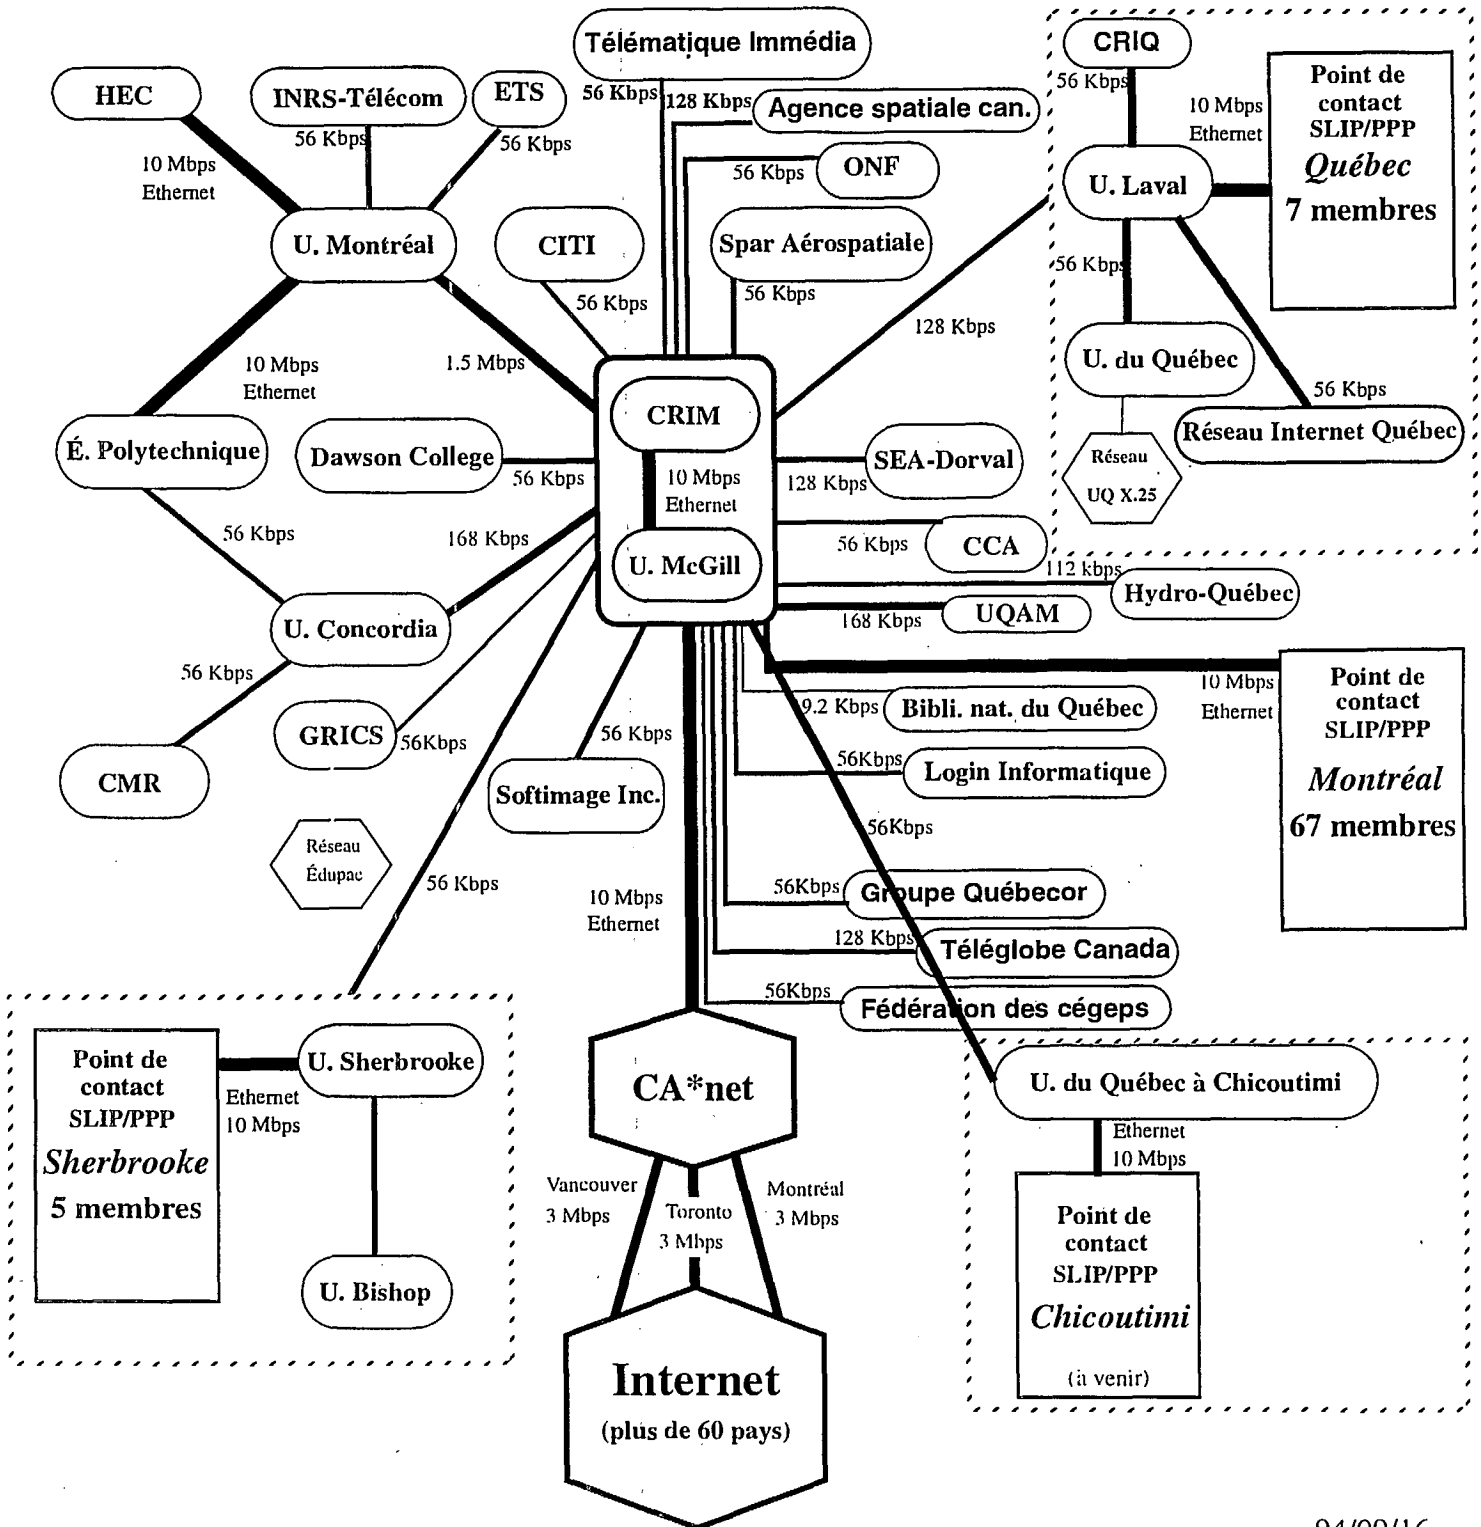 Télématique Immédia
CRIQ
HEC
INRS-Télécom
ETS
56 Kbps
128 Kbps
Agence spatiale can.
56 Kbps
10 Mbps
Ethernet
Point de
contact
SLIP/PPP
Québec
7 membres
56 Kbps
56 Kbps
10 Mbps
Ethernet
56 Kbps
ONF
U. Laval
U. Montréal
CITI
Spar Aérospatiale
56 Kbps
56 Kbps
56 Kbps
128 Kbps
10 Mbps
Ethernet
1.5 Mbps
U. du Québec
56 Kbps
CRIM
Réseau Internet Québec
É. Polytechnique
Dawson College
56 Kbps
10 Mbps
Ethernet
SEA-Dorval
128 Kbps
Réseau
UQ X.25
56 Kbps
168 Kbps
56 Kbps
CCA
U. McGill
112 kbps
Hydro-Québec
U. Concordia
168 Kbps
UQAM
56 Kbps
10 Mbps
Ethernet
Point de
contact
SLIP/PPP
Montréal
67 membres
9.2 Kbps
Bibli. nat. du Québec
GRICS
56Kbps
56 Kbps
56Kbps
Login Informatique
CMR
Softimage Inc.
56Kbps
Réseau
Édupac
56 Kbps
10 Mbps
Ethernet
56Kbps
Groupe Québecor
128 Kbps
Téléglobe Canada
56Kbps
Fédération des cégeps
Point de
contact
SLIP/PPP
Sherbrooke
5 membres
U. Sherbrooke
Ethernet
10 Mbps
CA*net
U. du Québec à Chicoutimi
Ethernet
10 Mbps
Vancouver
3 Mbps
Toronto
3 Mbps
Montréal
3 Mbps
Point de
contact
SLIP/PPP
Chicoutimi
(à venir)
U. Bishop
Internet
(plus de 60 pays)